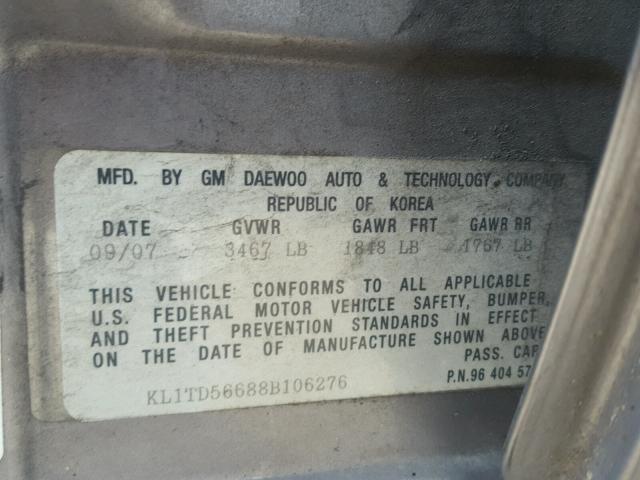 MFD. BY GM DAEWOO AUTO & TECHNOLOGY COMPANY
REPUBLIC OF KOREA
DATE GVWR GAWR FRT GAWR RR
09/07 3467 LB 1848 LB 1767 LB
THIS VEHICLE CONFORMS TO ALL APPLICABLE
U.S. FEDERAL MOTOR VEHICLE SAFETY, BUMPER,
AND THEFT PREVENTION STANDARDS IN EFFECT
ON THE DATE OF MANUFACTURE SHOWN ABOVE
PASS. CAR
KL1TD56688B106276
P.N.96 404 57